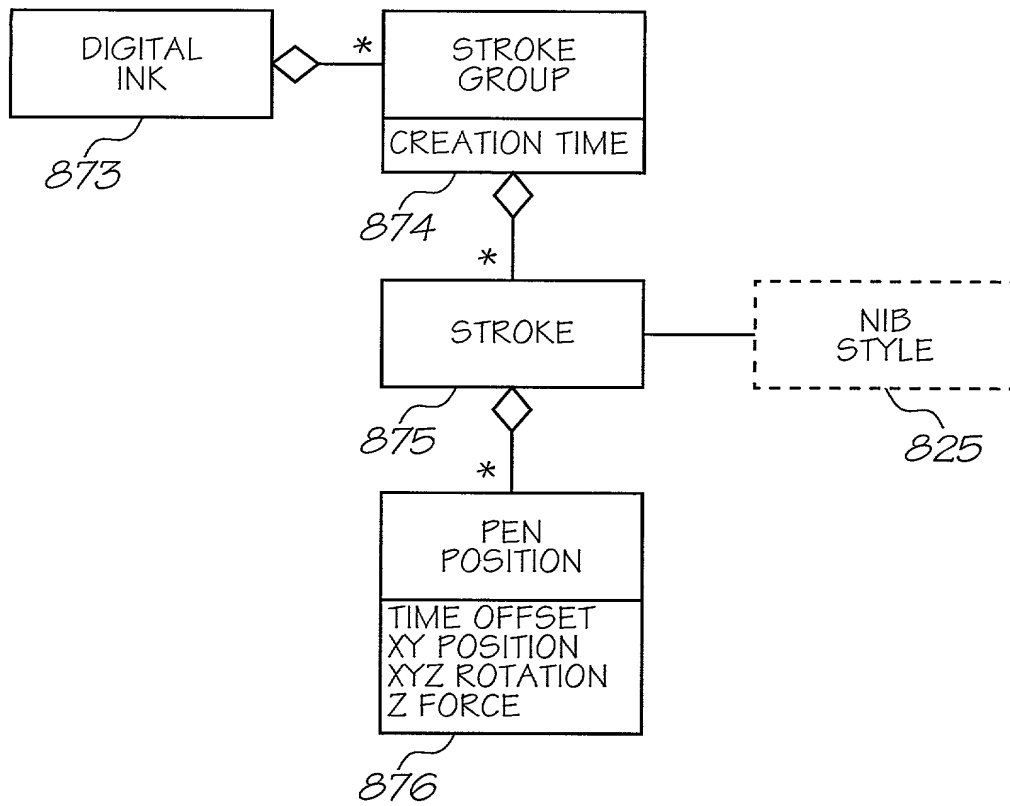 DIGITAL
INK
873
*
STROKE
GROUP
CREATION TIME
874
*
STROKE
875
NIB
STYLE
825
*
PEN
POSITION
TIME OFFSET
XY POSITION
XYZ ROTATION
Z FORCE
876